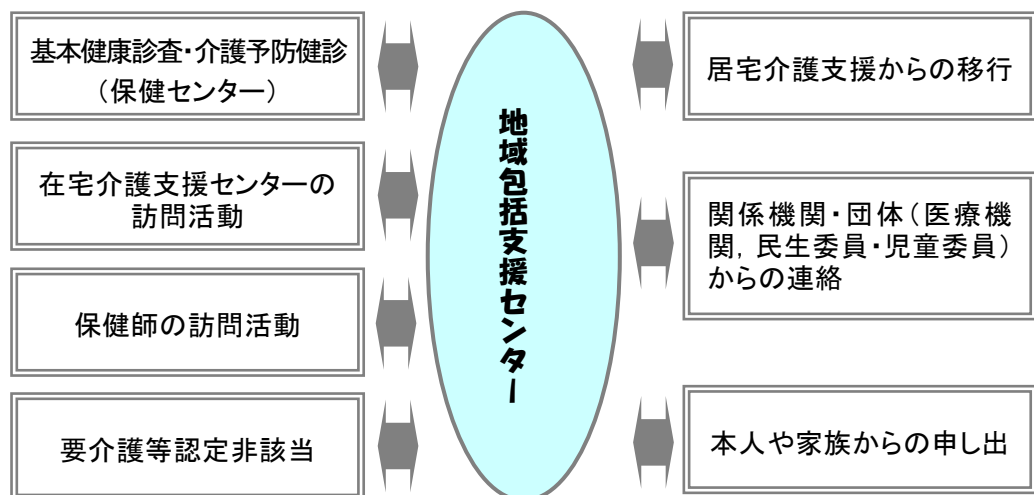 基本健康診査・介護予防健診
（保健センター）
在宅介護支援センターの
訪問活動
保健師の訪問活動
要介護等認定非該当
地域包括支援センター
居宅介護支援からの移行
関係機関・団体（医療機
関，民生委員・児童委員）
からの連絡
本人や家族からの申し出